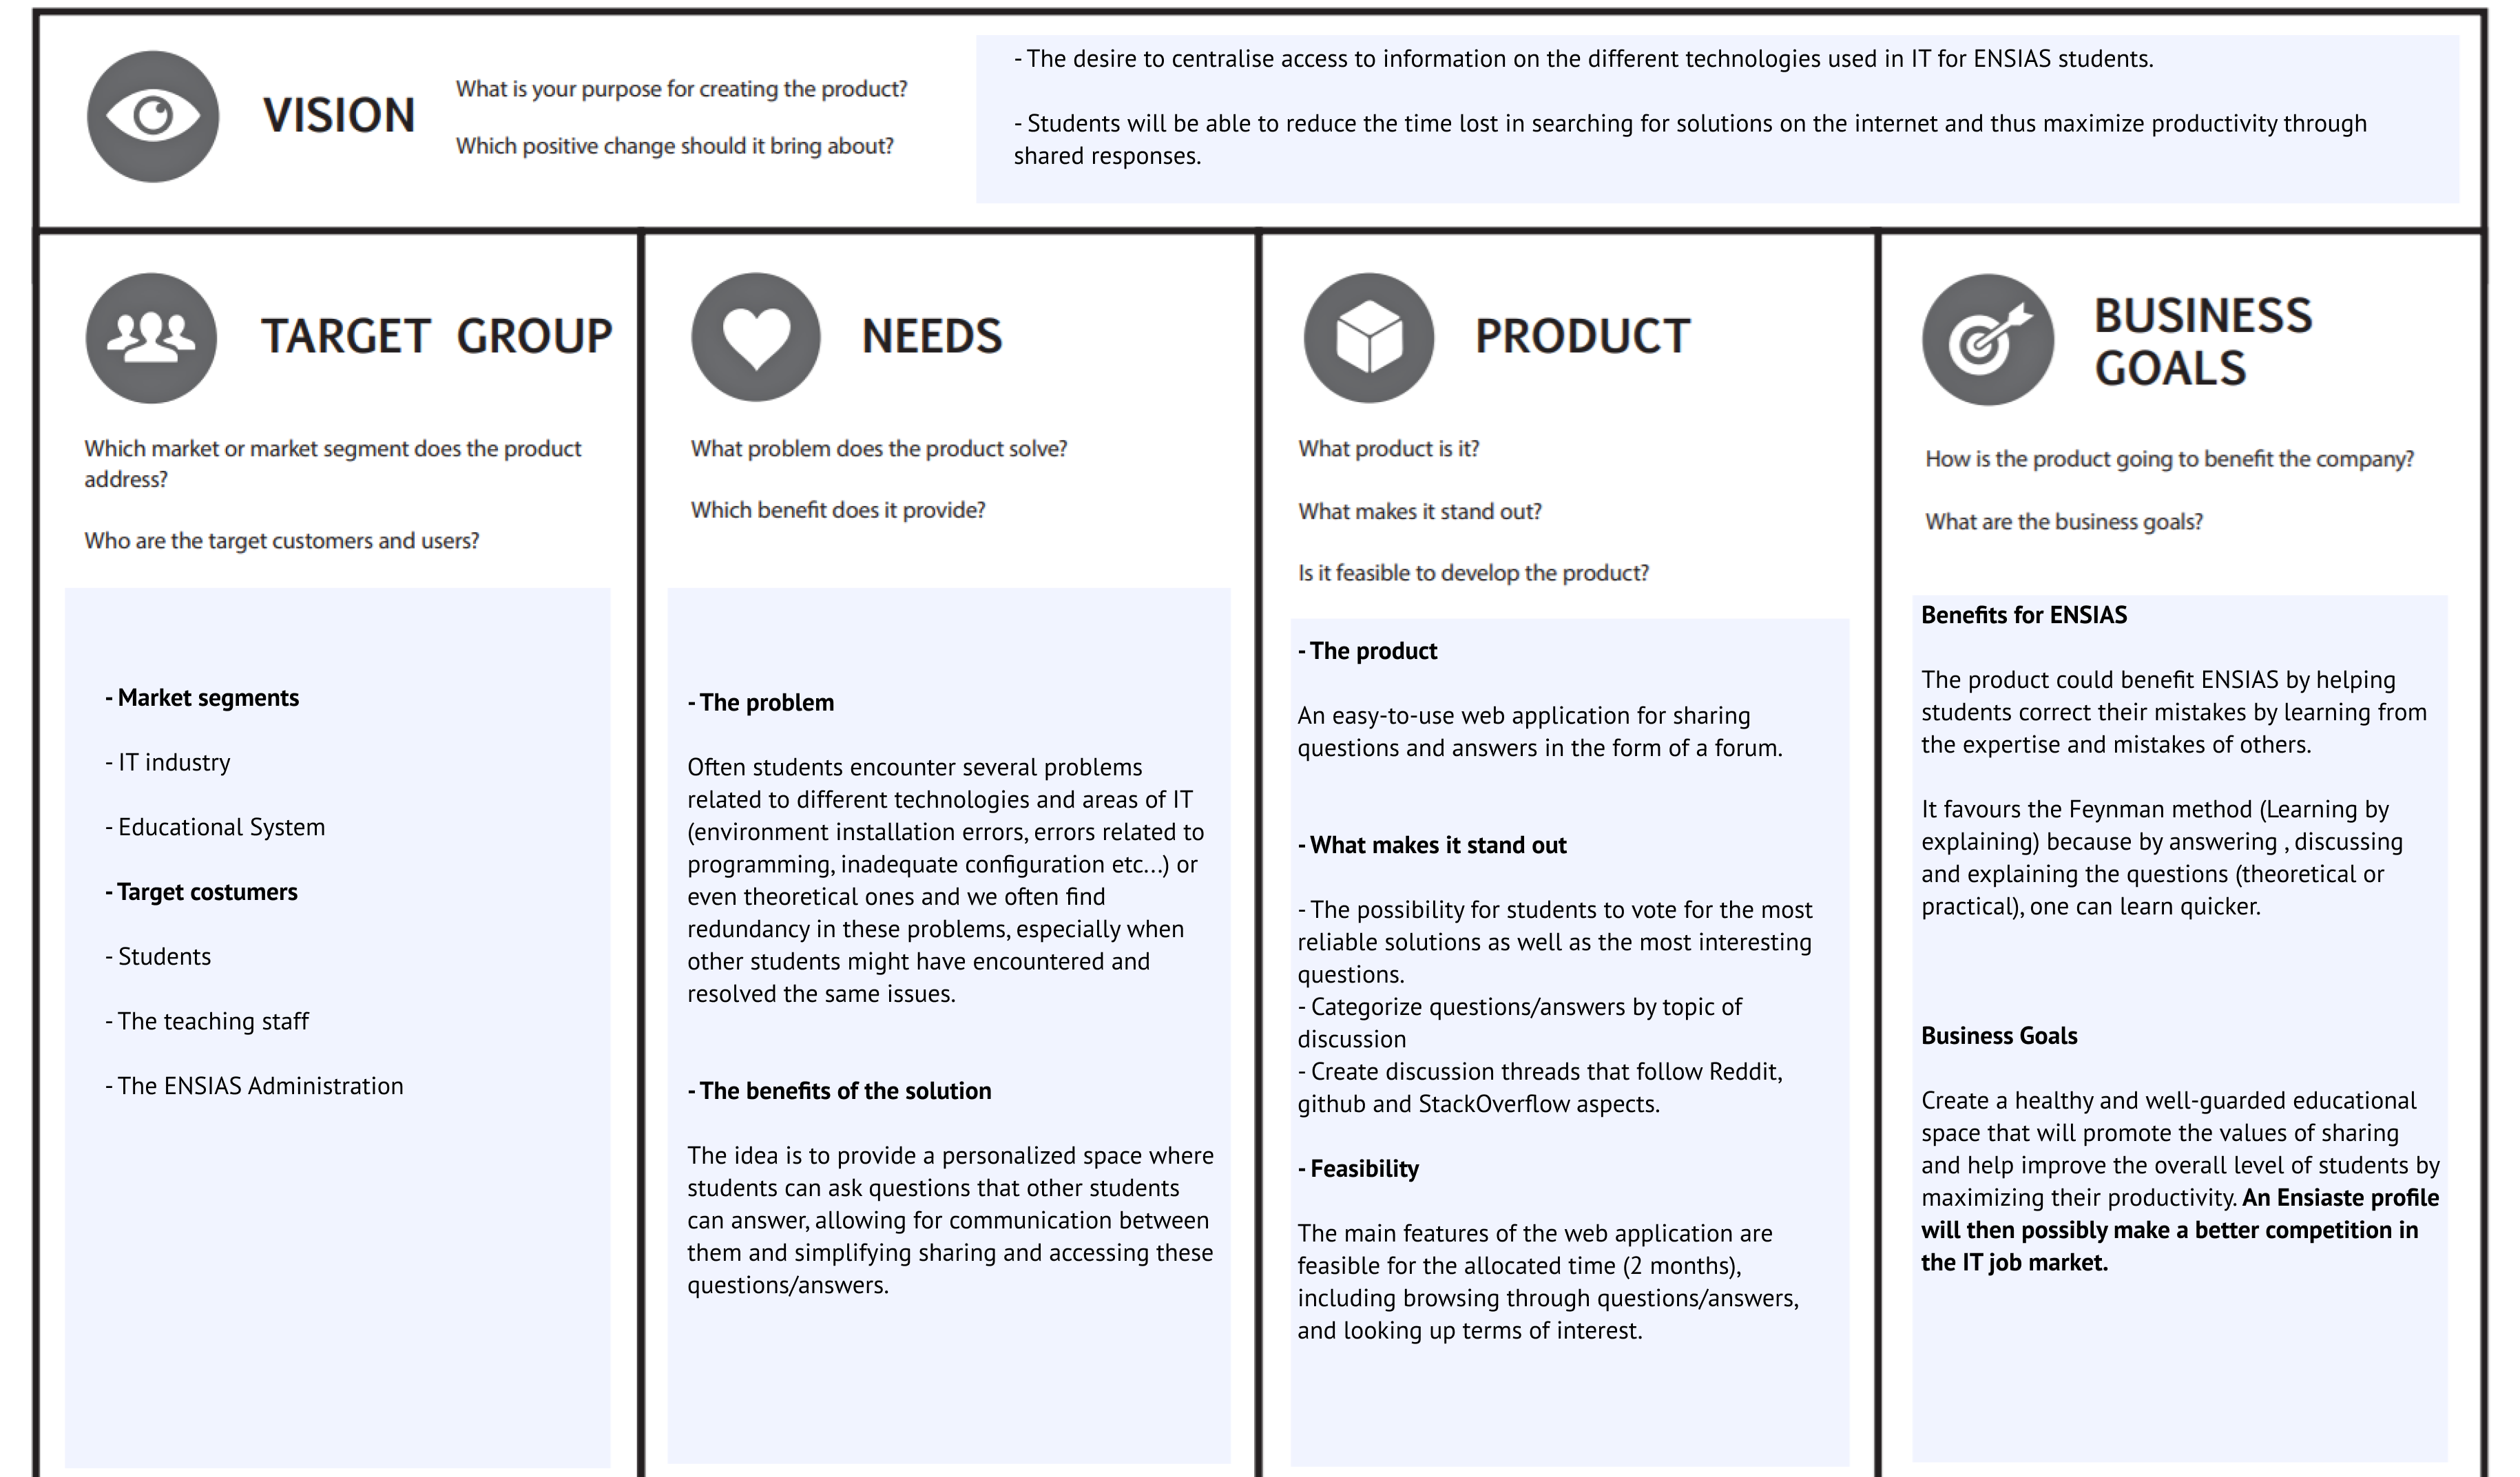 VISION
What is your purpose for creating the product?
Which positive change should it bring about?
- The desire to centralise access to information on the different technologies used in IT for ENSIAS students.
- Students will be able to reduce the time lost in searching for solutions on the internet and thus maximize productivity through
shared responses.
TARGET GROUP
Which market or market segment does the product
address?
Who are the target customers and users?
- Market segments
- IT industry
- Educational System
- Target costumers
- Students
- The teaching staff
- The ENSIAS Administration
NEEDS
What problem does the product solve?
Which benefit does it provide?
- The problem
Often students encounter several problems
related to different technologies and areas of IT
(environment installation errors, errors related to
programming, inadequate configuration etc...) or
even theoretical ones and we often find
redundancy in these problems, especially when
other students might have encountered and
resolved the same issues.
- The benefits of the solution
The idea is to provide a personalized space where
students can ask questions that other students
can answer, allowing for communication between
them and simplifying sharing and accessing these
questions/answers.
PRODUCT
What product is it?
What makes it stand out?
Is it feasible to develop the product?
- The product
An easy-to-use web application for sharing
questions and answers in the form of a forum.
- What makes it stand out
- The possibility for students to vote for the most
reliable solutions as well as the most interesting
questions.
- Categorize questions/answers by topic of
discussion
- Create discussion threads that follow Reddit,
github and StackOverflow aspects.
- Feasibility
The main features of the web application are
feasible for the allocated time (2 months),
including browsing through questions/answers,
and looking up terms of interest.
BUSINESS
GOALS
How is the product going to benefit the company?
What are the business goals?
Benefits for ENSIAS
The product could benefit ENSIAS by helping
students correct their mistakes by learning from
the expertise and mistakes of others.
It favours the Feynman method (Learning by
explaining) because by answering , discussing
and explaining the questions (theoretical or
practical), one can learn quicker.
Business Goals
Create a healthy and well-guarded educational
space that will promote the values of sharing
and help improve the overall level of students by
maximizing their productivity. An Ensiaste profile
will then possibly make a better competition in
the IT job market.